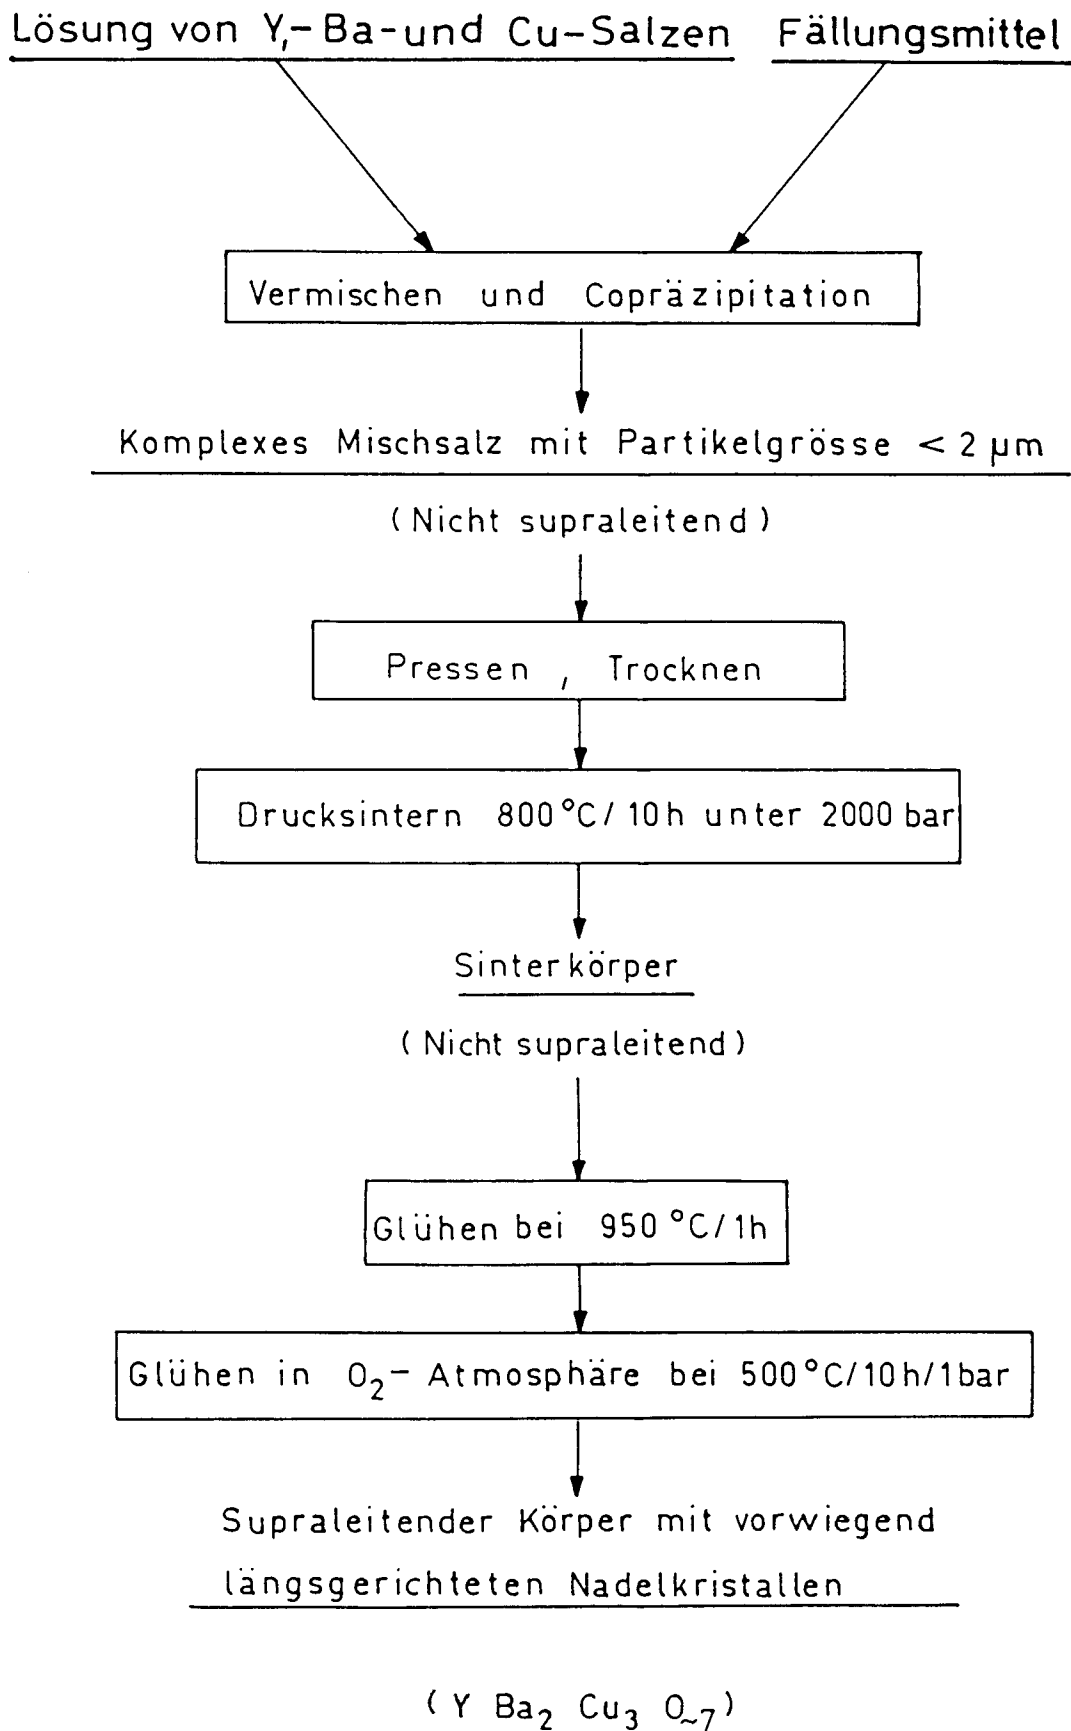 Lösung von Y,-Ba-und Cu-Salzen Fällungsmittel
Vermischen und Copräzipitation
Komplexes Mischsalz mit Partikelgrösse < 2 µm
(Nicht supraleitend)
Pressen, Trocknen
Drucksintern 800°C/10h unter 2000 bar
Sinterkörper
(Nicht supraleitend)
Glühen bei 950°C/1h
Glühen in O₂-Atmosphäre bei 500°C/10h/1bar
Supraleitender Körper mit vorwiegend
längsgerichteten Nadelkristallen
(Y Ba₂ Cu₃ O~₇)